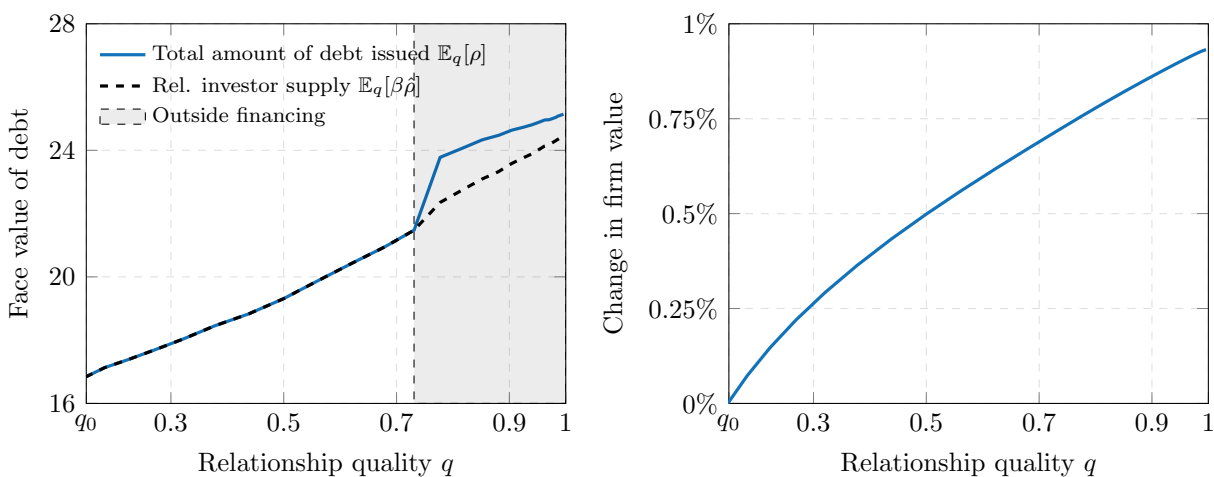 28
24
20
16
Face value of debt
Total amount of debt issued 𝔼q[ρ]
Rel. investor supply 𝔼q[βρ̂]
Outside financing
q0 0.3 0.5 0.7 0.9 1
Relationship quality q
1%
0.75%
0.5%
0.25%
0%
Change in firm value
q0 0.3 0.5 0.7 0.9 1
Relationship quality q